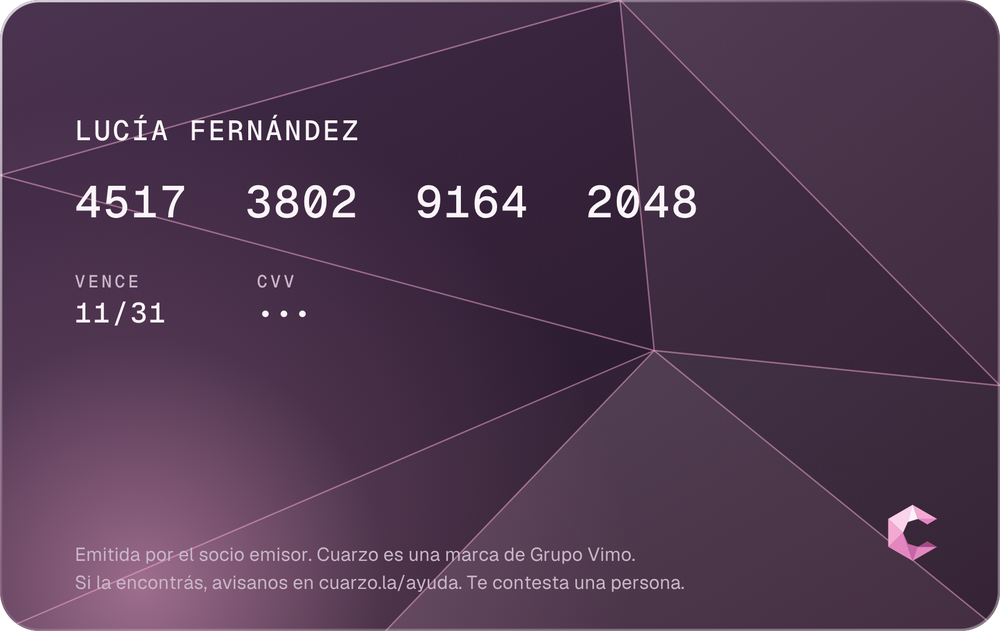 LUCÍA FERNÁNDEZ
4517 3802 9164 2048
VENCE CVV
11/31 •••
Emitida por el socio emisor. Cuarzo es una marca de Grupo Vimo.
Si la encontrás, avisanos en cuarzo.la/ayuda. Te contesta una persona.